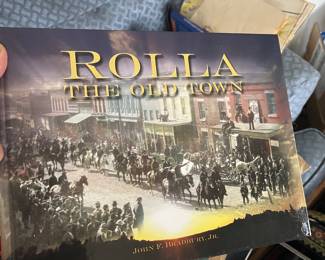 ROLLA
THE OLD TOWN
JOHN F. BRADBURY, JR.